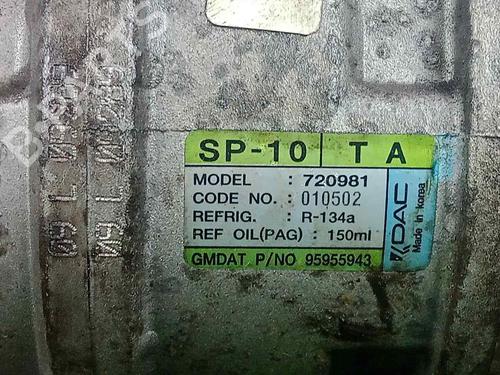 SP-10 TA
MODEL : 720981
CODE NO. : 010502
REFRIG. : R-134a
REF OIL(PAG) : 150ml
GMDAT P/NO 95955943
DAC
Made in Korea